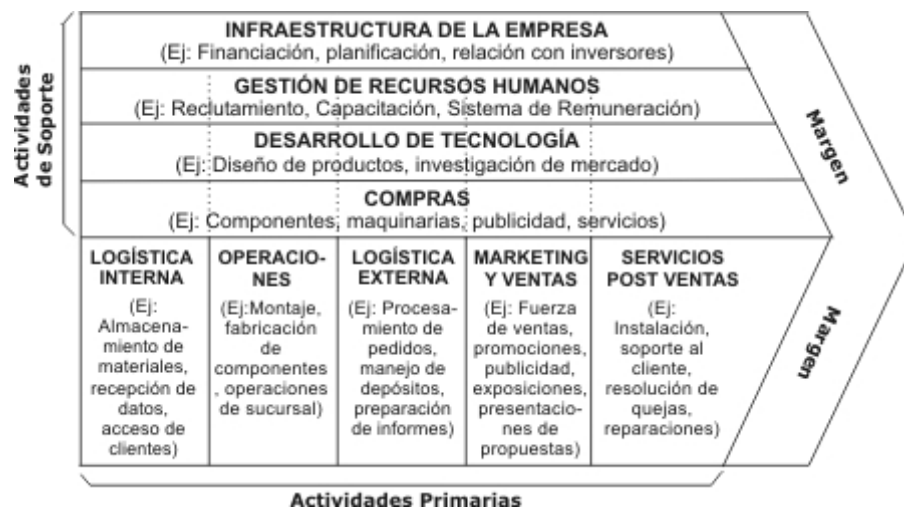 Actividades
de Soporte
INFRAESTRUCTURA DE LA EMPRESA
(Ej: Financiación, planificación, relación con inversores)
GESTIÓN DE RECURSOS HUMANOS
(Ej: Reclutamiento, Capacitación, Sistema de Remuneración)
DESARROLLO DE TECNOLOGÍA
(Ej: Diseño de productos, investigación de mercado)
COMPRAS
(Ej: Componentes, maquinarias, publicidad, servicios)
Margen
LOGÍSTICA
INTERNA
(Ej:
Almacena-
miento de
materiales,
recepción de
datos,
acceso de
clientes)
OPERACIO-
NES
(Ej:Montaje,
fabricación
de
componentes
, operaciones
de sucursal)
LOGÍSTICA
EXTERNA
(Ej: Procesa-
miento de
pedidos,
manejo de
depósitos,
preparación
de informes)
MARKETING
Y VENTAS
(Ej: Fuerza
de ventas,
promociones,
publicidad,
exposiciones,
presentacio-
nes de
propuestas)
SERVICIOS
POST VENTAS
(Ej:
Instalación,
soporte al
cliente,
resolución de
quejas,
reparaciones)
Margen
Actividades Primarias